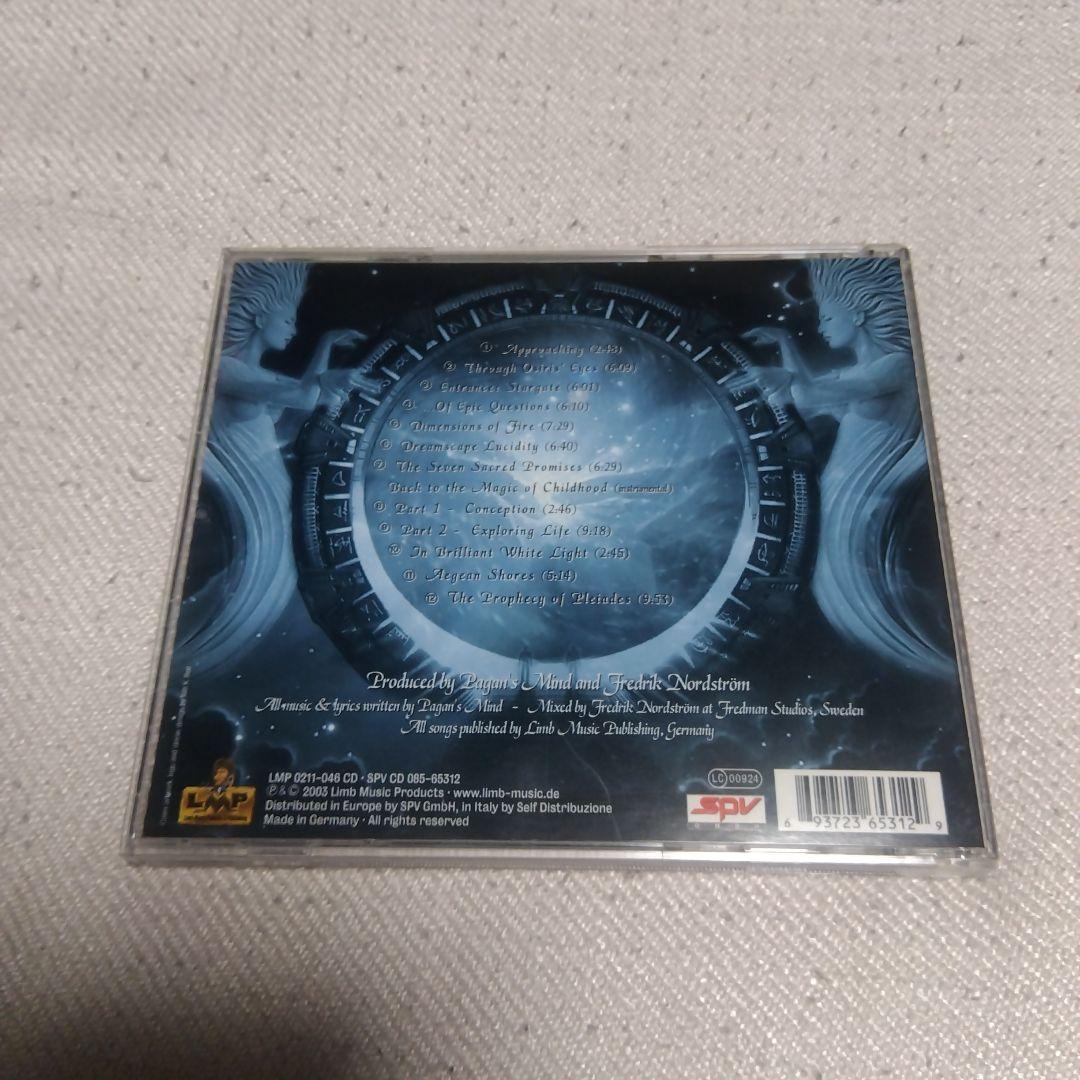 ① Approaching (2:48)
② Through Osiris' Eyes (6:09)
③ Entrance: Stargate (6:01)
④ ...Of Epic Questions (6:10)
⑤ Dimensions of Fire (7:29)
⑥ Dreamscape Lucidity (6:40)
⑦ The Seven Sacred Promises (6:29)
Back to the Magic of Childhood (instrumental)
⑧ Part 1 - Conception (2:46)
⑨ Part 2 - Exploring Life (9:18)
⑩ In Brilliant White Light (2:45)
⑪ Aegean Shores (5:14)
⑫ The Prophecy of Pleiades (9:53)
Produced by Pagan's Mind and Fredrik Nordström
All music & lyrics written by Pagan's Mind - Mixed by Fredrik Nordström at Fredman Studios, Sweden
All songs published by Limb Music Publishing, Germany
LMP
LMP 0211-046 CD · SPV CD 085-65312
℗ & © 2003 Limb Music Products · www.limb-music.de
Distributed in Europe by SPV GmbH, in Italy by Self Distribuzione
Made in Germany · All rights reserved
LC 00924
SPV
6 93723 65312 9